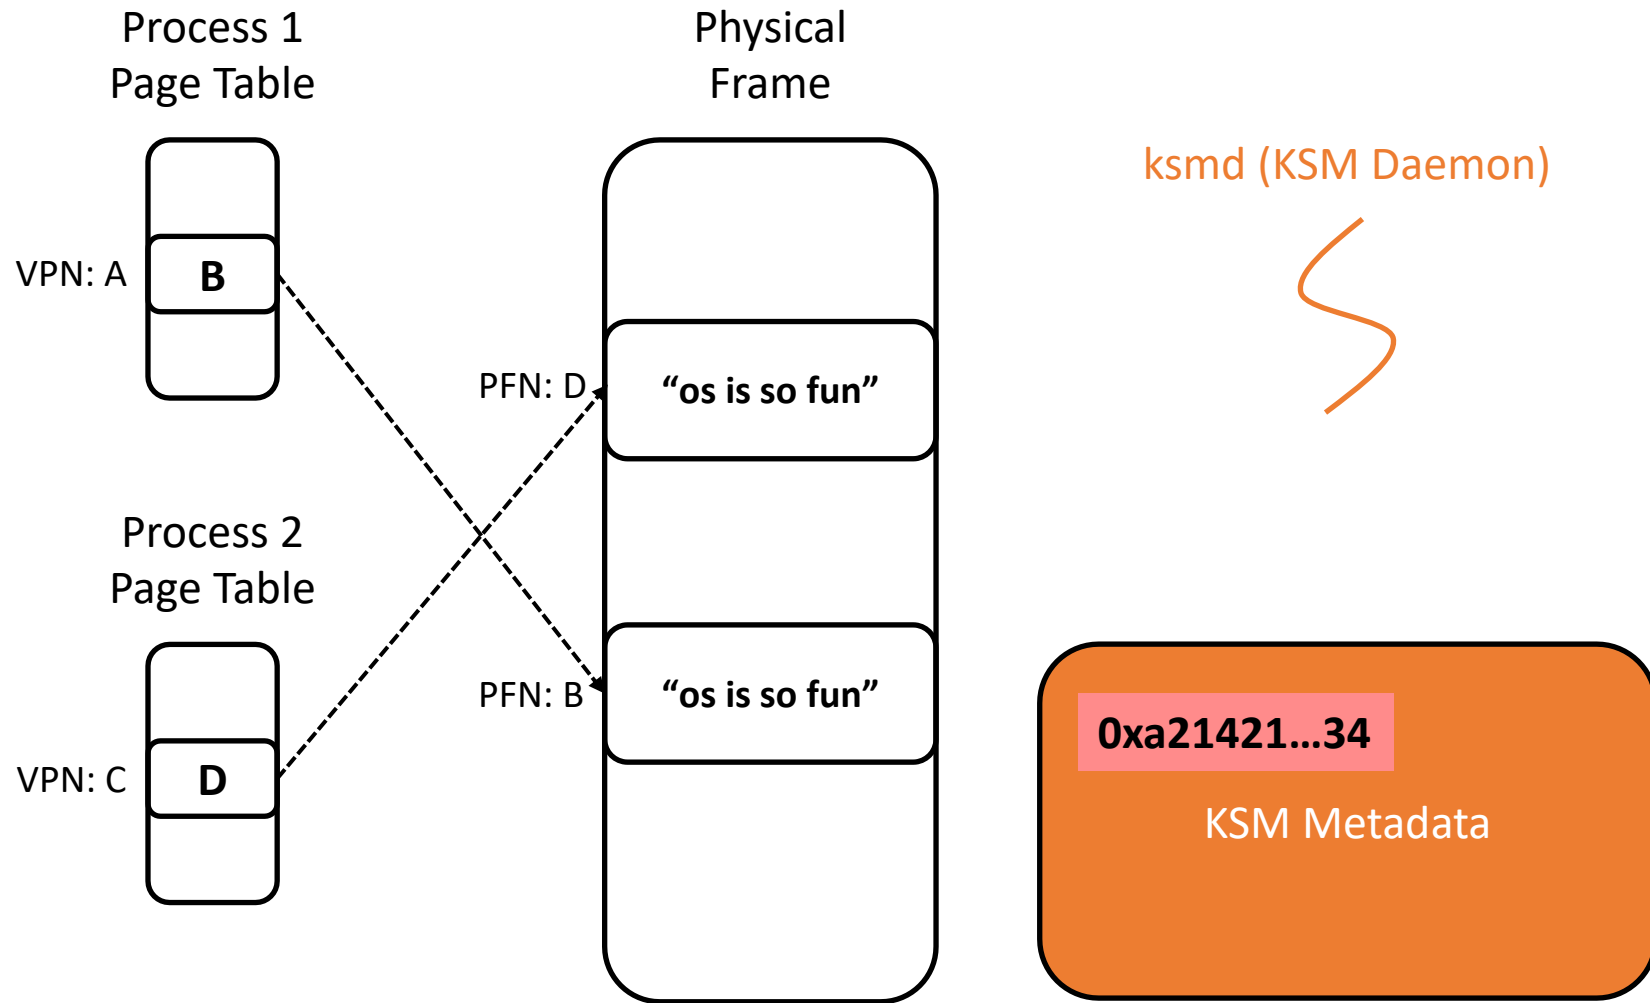 Process 1
Page Table
Physical
Frame
ksmd (KSM Daemon)
VPN: A
B
PFN: D
“os is so fun”
Process 2
Page Table
PFN: B
“os is so fun”
0xa21421...34
VPN: C
D
KSM Metadata